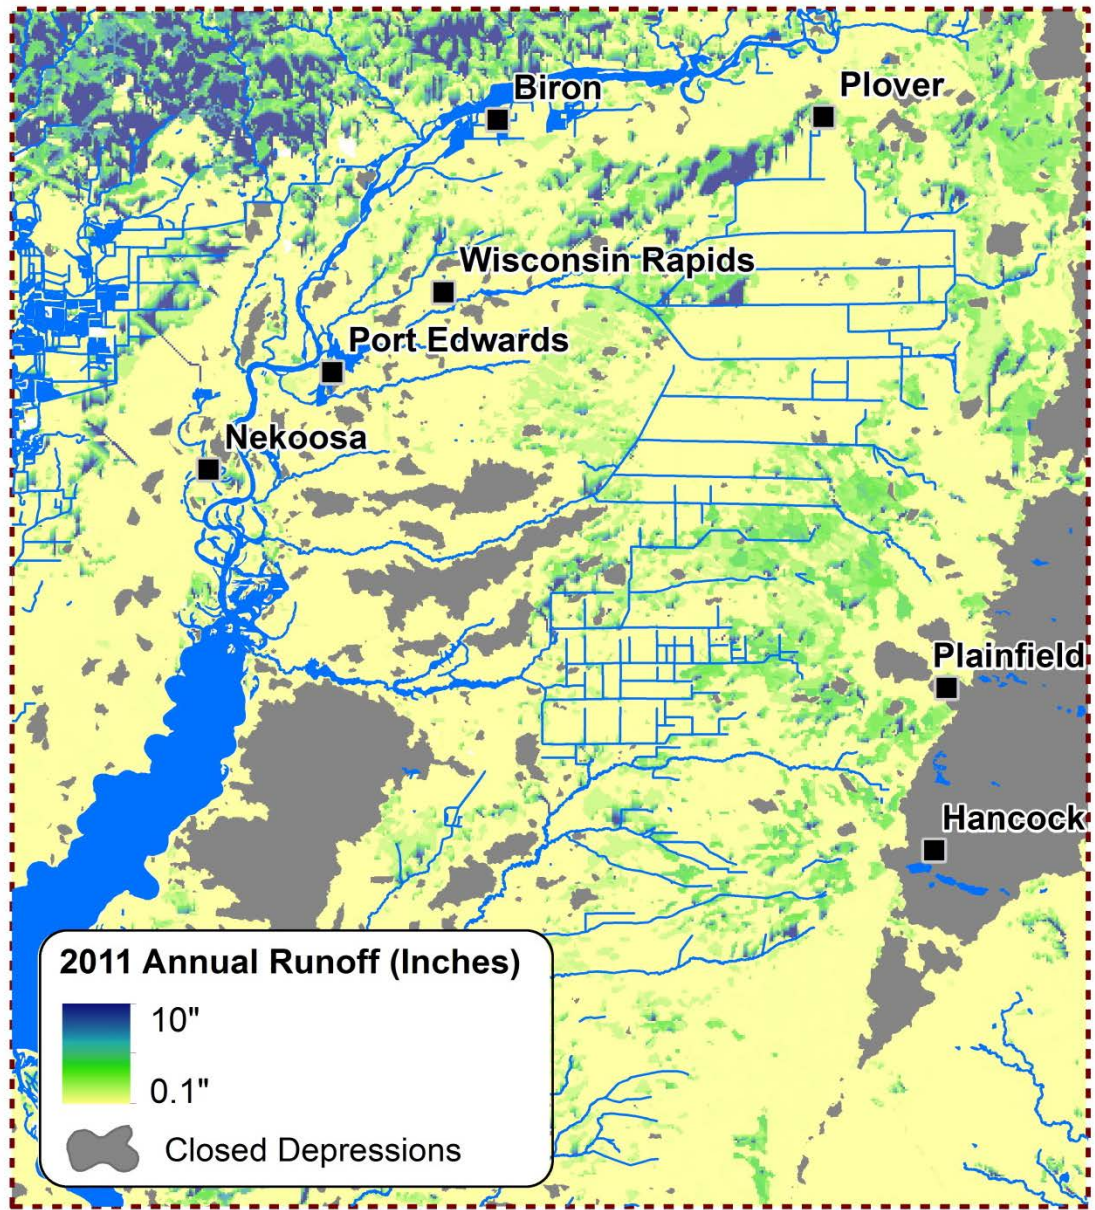 Biron
Plover
Wisconsin Rapids
Port Edwards
Nekoosa
Plainfield
Hancock
2011 Annual Runoff (Inches)
10"
0.1"
Closed Depressions